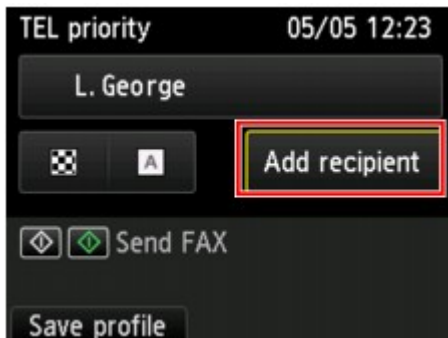 TEL priority 05/05 12:23
L. George
A Add recipient
Send FAX
Save profile